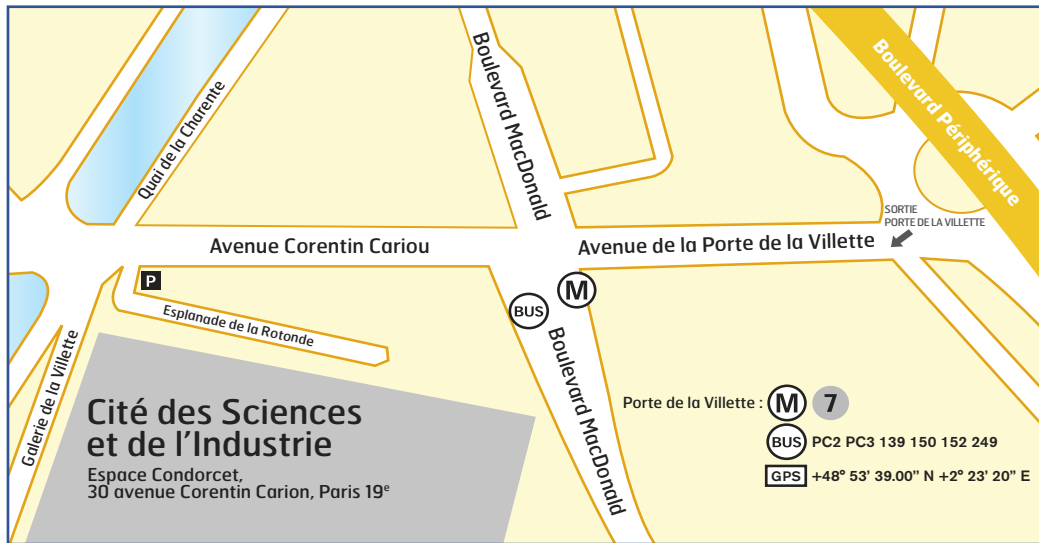 Boulevard Périphérique
Quai de la Charente
Boulevard MacDonald
SORTIE
PORTE DE LA VILLETTE
Avenue Corentin Cariou
Avenue de la Porte de la Villette
P
M
BUS
Esplanade de la Rotonde
Galerie de la Villette
Boulevard MacDonald
Cité des Sciences
et de l'Industrie
Espace Condorcet,
30 avenue Corentin Carion, Paris 19e
Porte de la Villette : M 7
BUS PC2 PC3 139 150 152 249
GPS +48° 53' 39.00" N +2° 23' 20" E